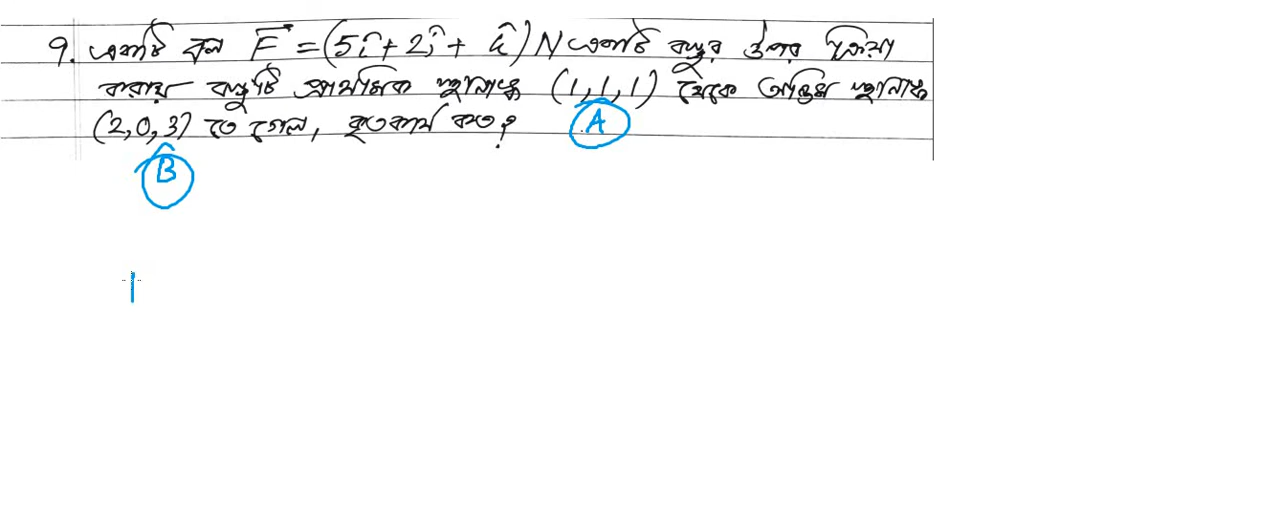 ৭. একটি বল F⃗ = (5î + 2ĵ + k̂) N একটি বস্তুর উপর ক্রিয়া
করায় বস্তুটি প্রাথমিক স্থানাঙ্ক (1,1,1) থেকে অন্তিম স্থানাঙ্ক
(2,0,3) তে গেল, কৃতকার্য কত?
A
B